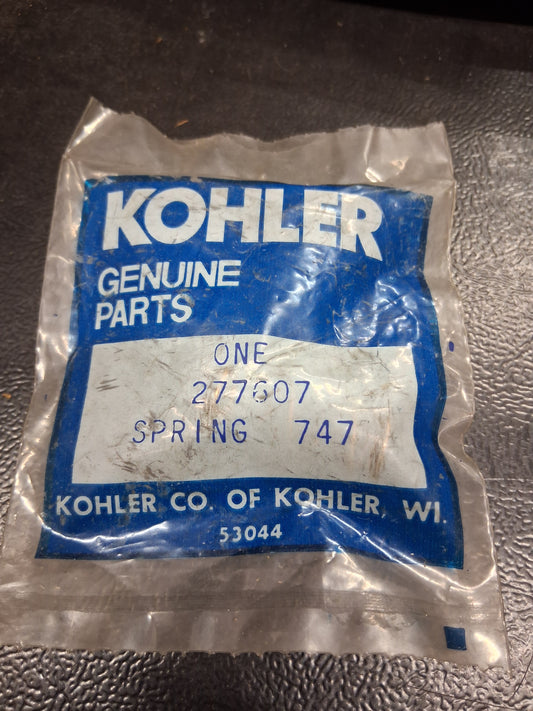 KOHLER
GENUINE
PARTS
ONE
277607
SPRING 747
KOHLER CO. OF KOHLER, WI.
53044